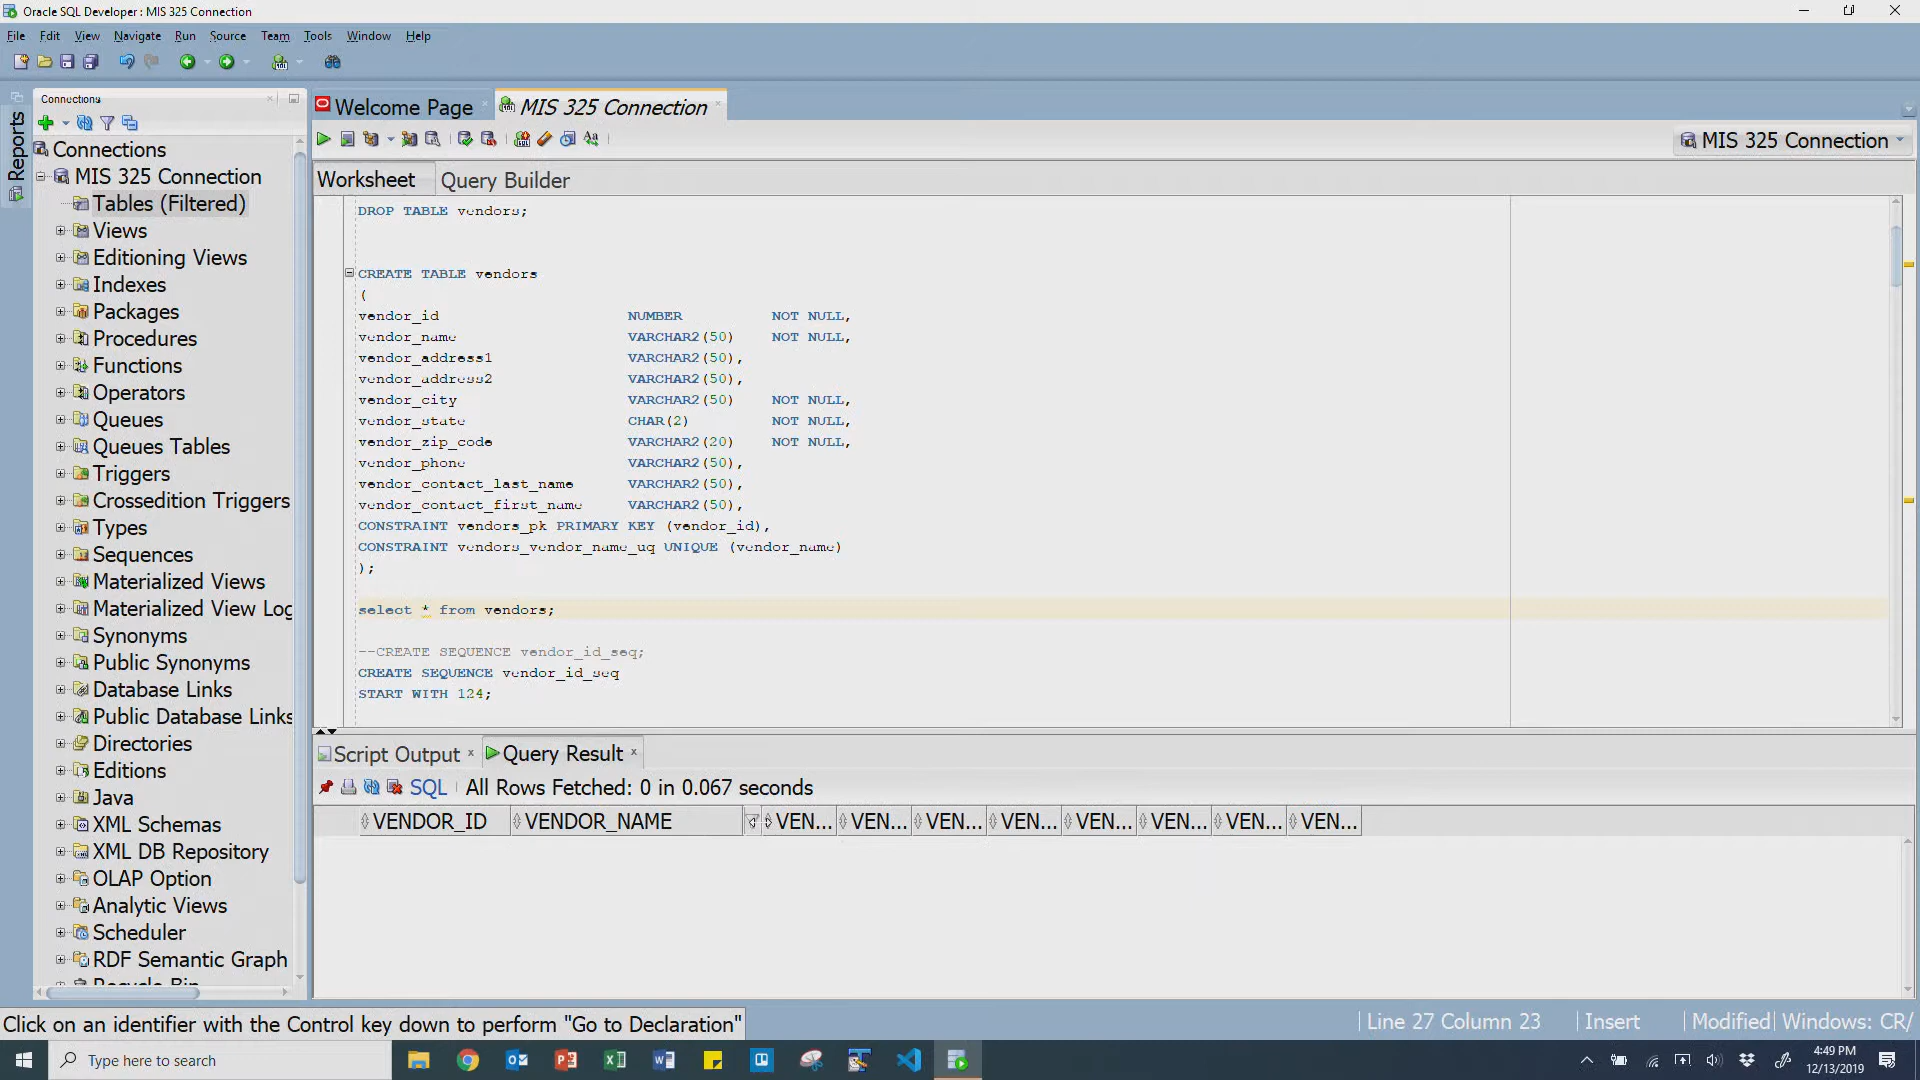 Oracle SQL Developer : MIS 325 Connection
File Edit View Navigate Run Source Team Tools Window Help
Reports
Connections
Connections
MIS 325 Connection
Tables (Filtered)
Views
Editioning Views
Indexes
Packages
Procedures
Functions
Operators
Queues
Queues Tables
Triggers
Crossedition Triggers
Types
Sequences
Materialized Views
Materialized View Log
Synonyms
Public Synonyms
Database Links
Public Database Links
Directories
Editions
Java
XML Schemas
XML DB Repository
OLAP Option
Analytic Views
Scheduler
RDF Semantic Graph
Welcome Page MIS 325 Connection
MIS 325 Connection
Worksheet Query Builder
DROP TABLE vendors;
CREATE TABLE vendors
(
vendor_id NUMBER NOT NULL,
vendor_name VARCHAR2(50) NOT NULL,
vendor_address1 VARCHAR2(50),
vendor_address2 VARCHAR2(50),
vendor_city VARCHAR2(50) NOT NULL,
vendor_state CHAR(2) NOT NULL,
vendor_zip_code VARCHAR2(20) NOT NULL,
vendor_phone VARCHAR2(50),
vendor_contact_last_name VARCHAR2(50),
vendor_contact_first_name VARCHAR2(50),
CONSTRAINT vendors_pk PRIMARY KEY (vendor_id),
CONSTRAINT vendors_vendor_name_uq UNIQUE (vendor_name)
);
select * from vendors;
--CREATE SEQUENCE vendor_id_seq;
CREATE SEQUENCE vendor_id_seq
START WITH 124;
Script Output Query Result
SQL All Rows Fetched: 0 in 0.067 seconds
VENDOR_ID VENDOR_NAME VEN... VEN... VEN... VEN... VEN... VEN... VEN... VEN...
Click on an identifier with the Control key down to perform "Go to Declaration"
Line 27 Column 23 Insert Modified Windows: CR/
Type here to search
4:49 PM
12/13/2019